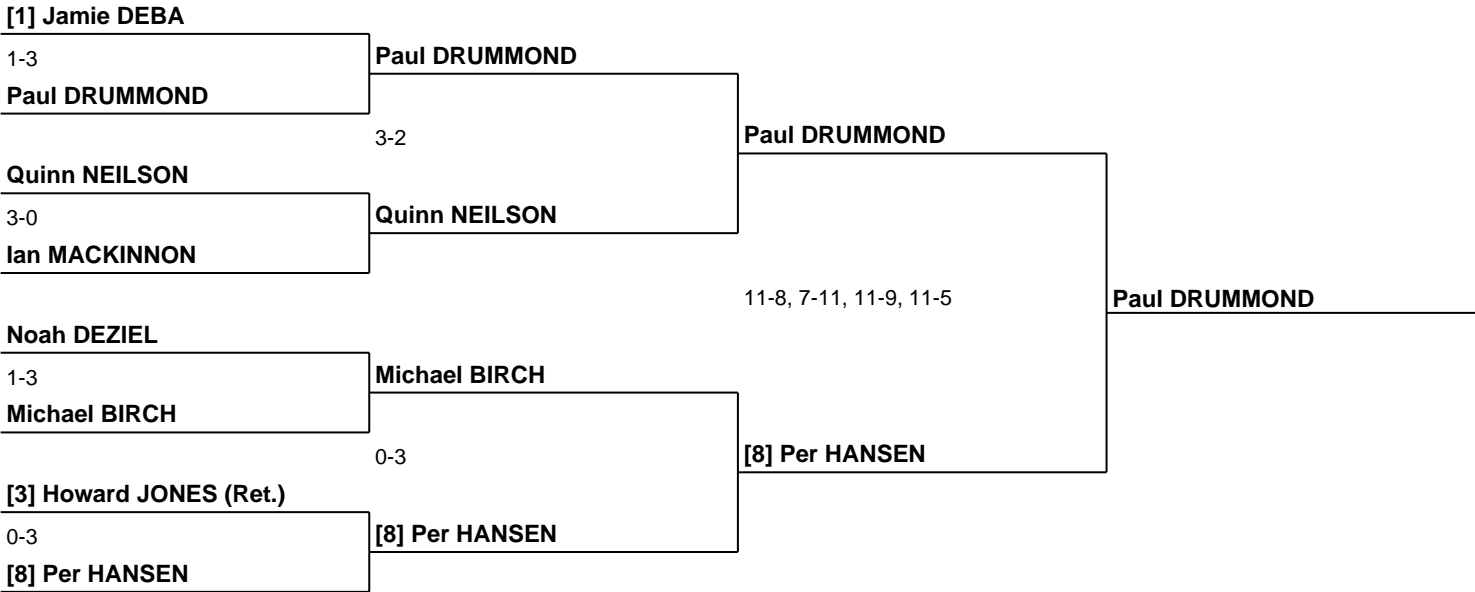 [1] Jamie DEBA
1-3
Paul DRUMMOND
Paul DRUMMOND
3-2
Paul DRUMMOND
Quinn NEILSON
3-0
Quinn NEILSON
Ian MACKINNON
11-8, 7-11, 11-9, 11-5
Paul DRUMMOND
Noah DEZIEL
1-3
Michael BIRCH
Michael BIRCH
0-3
[8] Per HANSEN
[3] Howard JONES (Ret.)
0-3
[8] Per HANSEN
[8] Per HANSEN